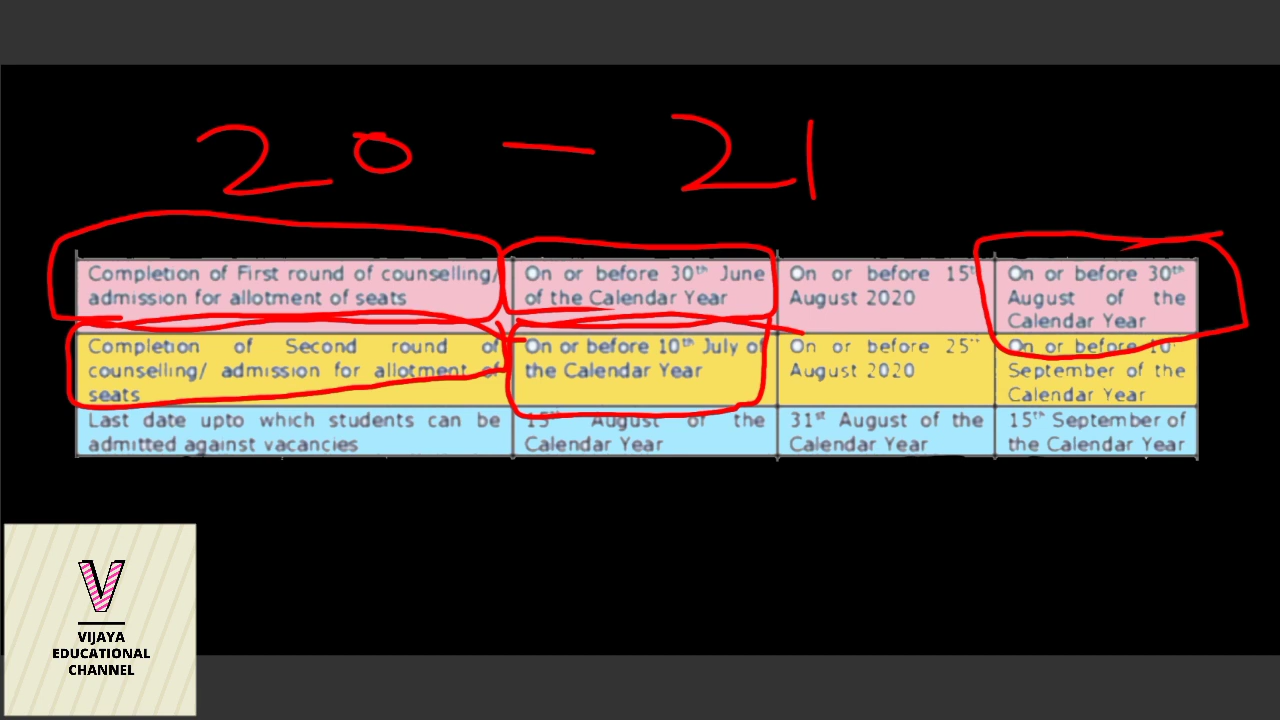 20 - 21
Completion of First round of counselling/
admission for allotment of seats
On or before 30th June
of the Calendar Year
On or before 15th
August 2020
On or before 30th
August of the
Calendar Year
Completion of Second round of
counselling/ admission for allotment of
seats
On or before 10th July of
the Calendar Year
On or before 25th
August 2020
On or before 10th
September of the
Calendar Year
Last date upto which students can be
admitted against vacancies
15th August of the
Calendar Year
31st August of the
Calendar Year
15th September of
the Calendar Year
V
VIJAYA
EDUCATIONAL
CHANNEL